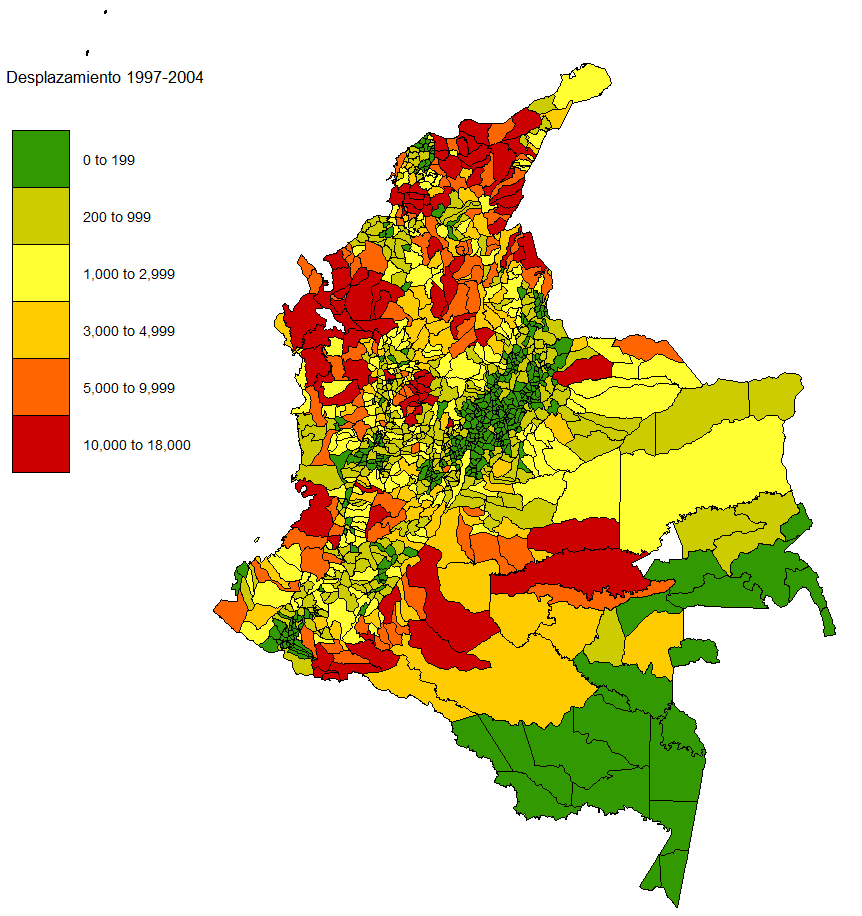 Desplazamiento 1997-2004
0 to 199
200 to 999
1,000 to 2,999
3,000 to 4,999
5,000 to 9,999
10,000 to 18,000